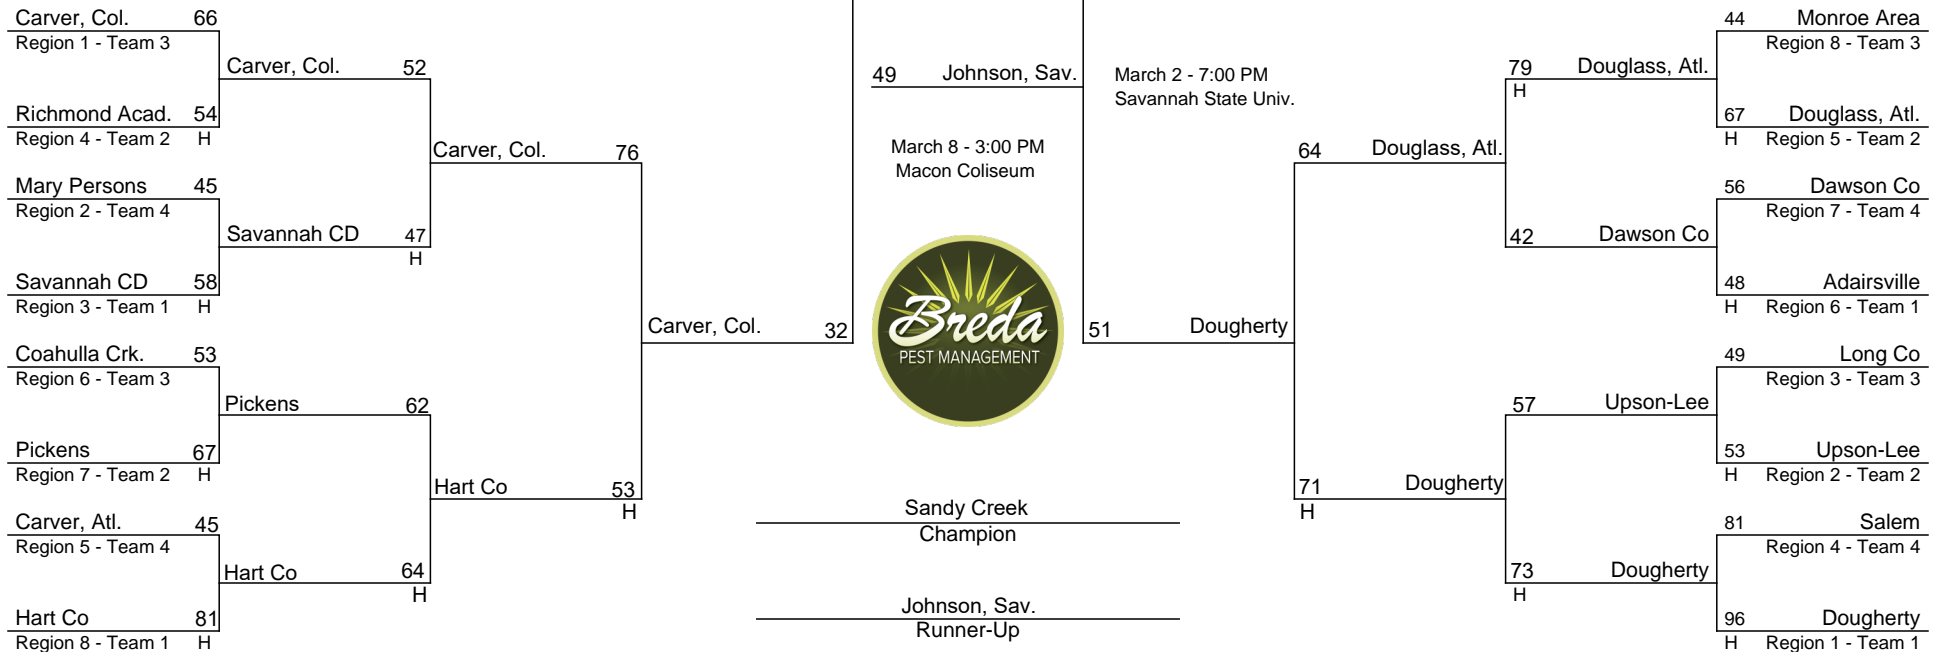 Carver, Col. 66
Region 1 - Team 3
Carver, Col. 52
Richmond Acad. 54
Region 4 - Team 2 H
Carver, Col. 76
Mary Persons 45
Region 2 - Team 4
Savannah CD 47
H
Savannah CD 58
Region 3 - Team 1 H
Carver, Col. 32
Coahulla Crk. 53
Region 6 - Team 3
Pickens 62
Pickens 67
Region 7 - Team 2 H
Hart Co 53
H
Carver, Atl. 45
Region 5 - Team 4
Hart Co 64
H
Hart Co 81
Region 8 - Team 1 H
49 Johnson, Sav.
March 2 - 7:00 PM
Savannah State Univ.
March 8 - 3:00 PM
Macon Coliseum
Breda
PEST MANAGEMENT
Sandy Creek
Champion
Johnson, Sav.
Runner-Up
44 Monroe Area
Region 8 - Team 3
79 Douglass, Atl.
H
67 Douglass, Atl.
H Region 5 - Team 2
64 Douglass, Atl.
56 Dawson Co
Region 7 - Team 4
42 Dawson Co
48 Adairsville
H Region 6 - Team 1
51 Dougherty
49 Long Co
Region 3 - Team 3
57 Upson-Lee
53 Upson-Lee
H Region 2 - Team 2
71 Dougherty
H
81 Salem
Region 4 - Team 4
73 Dougherty
H
96 Dougherty
H Region 1 - Team 1